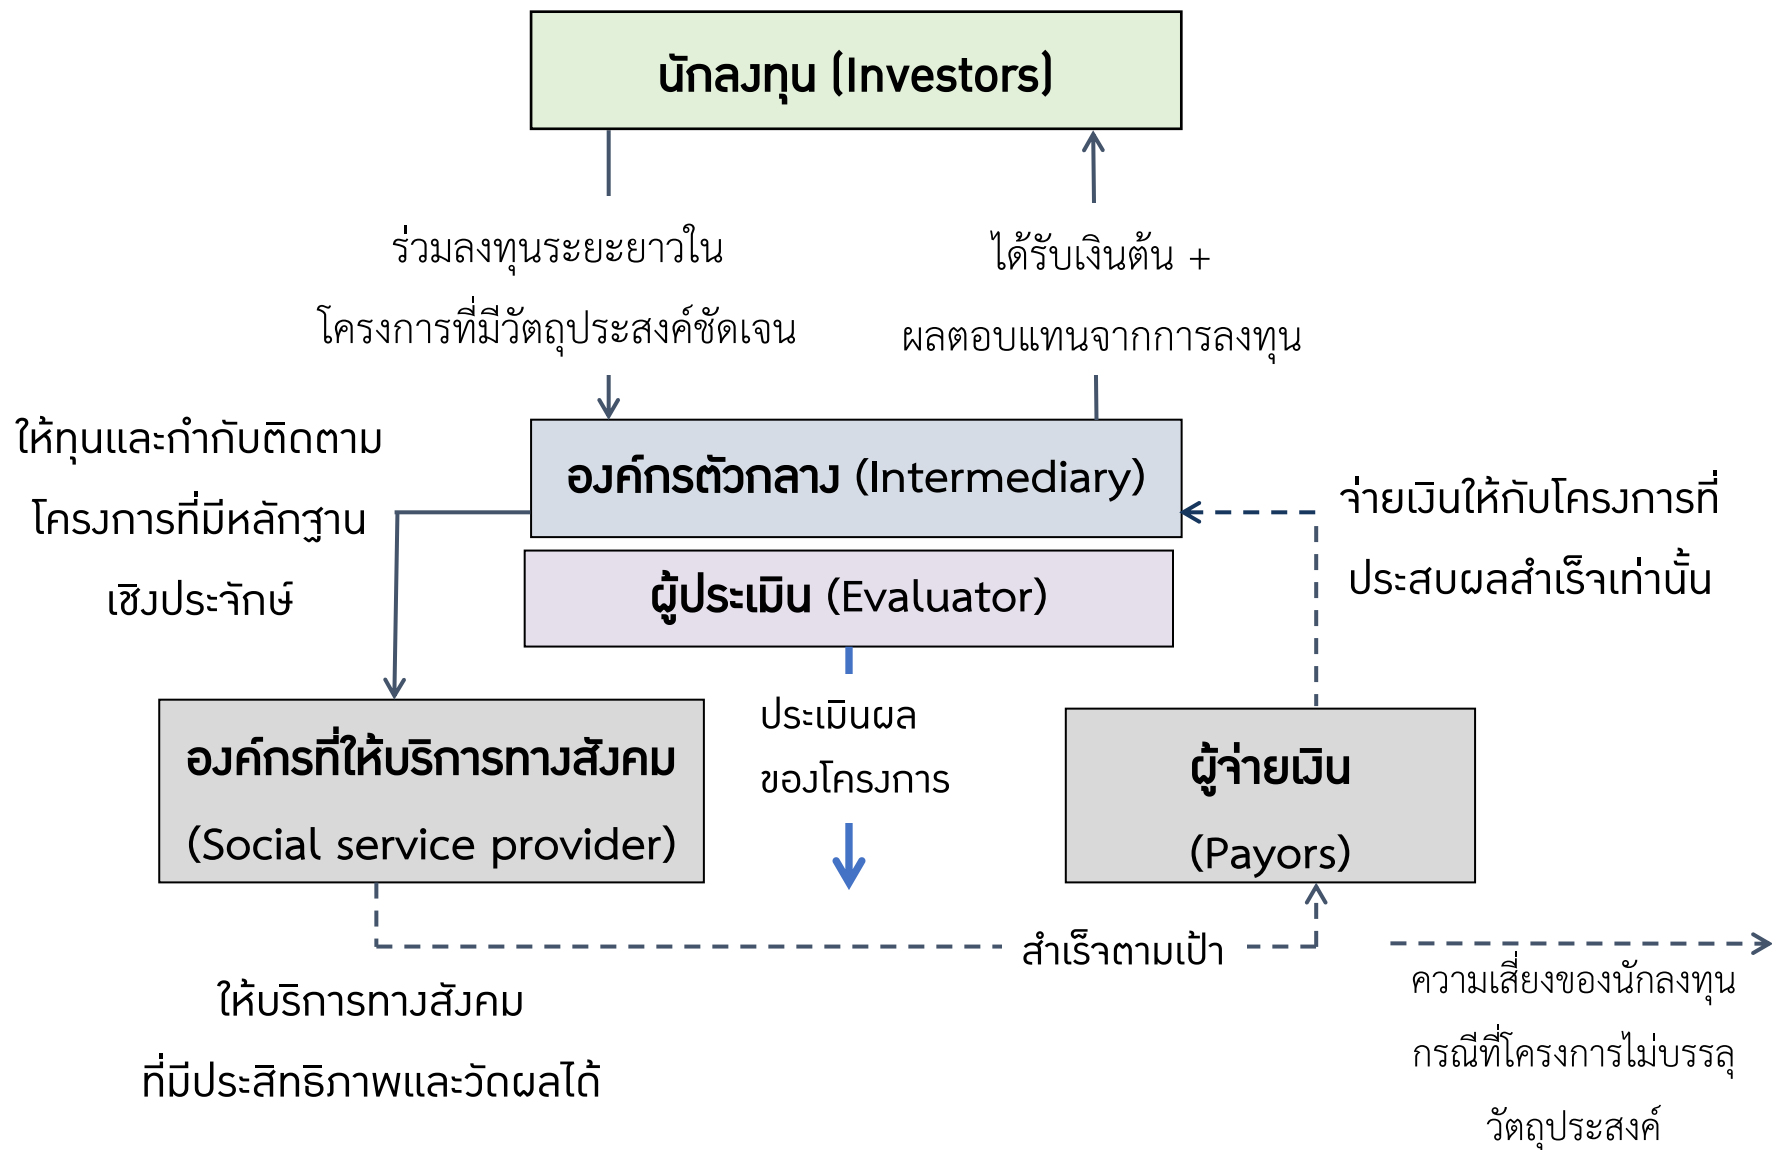 นักลงทุน (Investors)
ร่วมลงทุนระยะยาวใน
โครงการที่มีวัตถุประสงค์ชัดเจน
ได้รับเงินต้น +
ผลตอบแทนจากการลงทุน
ให้ทุนและกำกับติดตาม
โครงการที่มีหลักฐาน
เชิงประจักษ์
องค์กรตัวกลาง (Intermediary)
ผู้ประเมิน (Evaluator)
จ่ายเงินให้กับโครงการที่
ประสบผลสำเร็จเท่านั้น
องค์กรที่ให้บริการทางสังคม
(Social service provider)
ประเมินผล
ของโครงการ
ผู้จ่ายเงิน
(Payors)
สำเร็จตามเป้า
ให้บริการทางสังคม
ที่มีประสิทธิภาพและวัดผลได้
ความเสี่ยงของนักลงทุน
กรณีที่โครงการไม่บรรลุ
วัตถุประสงค์